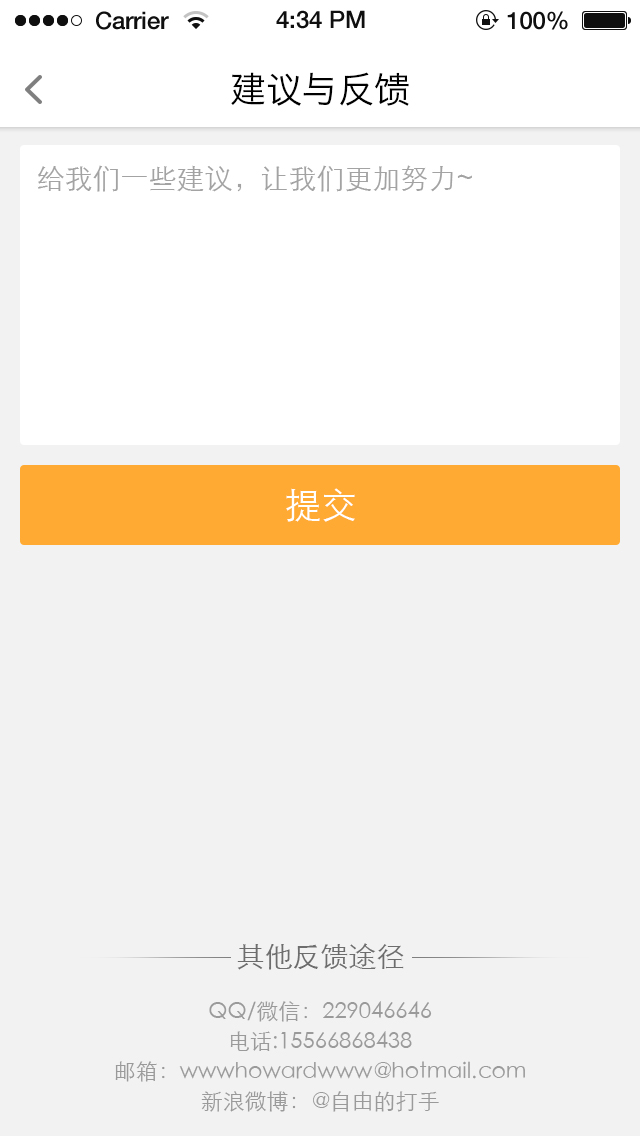 Carrier 4:34 PM 100%
建议与反馈
给我们一些建议，让我们更加努力~
提交
其他反馈途径
QQ/微信：229046646
电话:15566868438
邮箱：wwwhowardwww@hotmail.com
新浪微博：@自由的打手